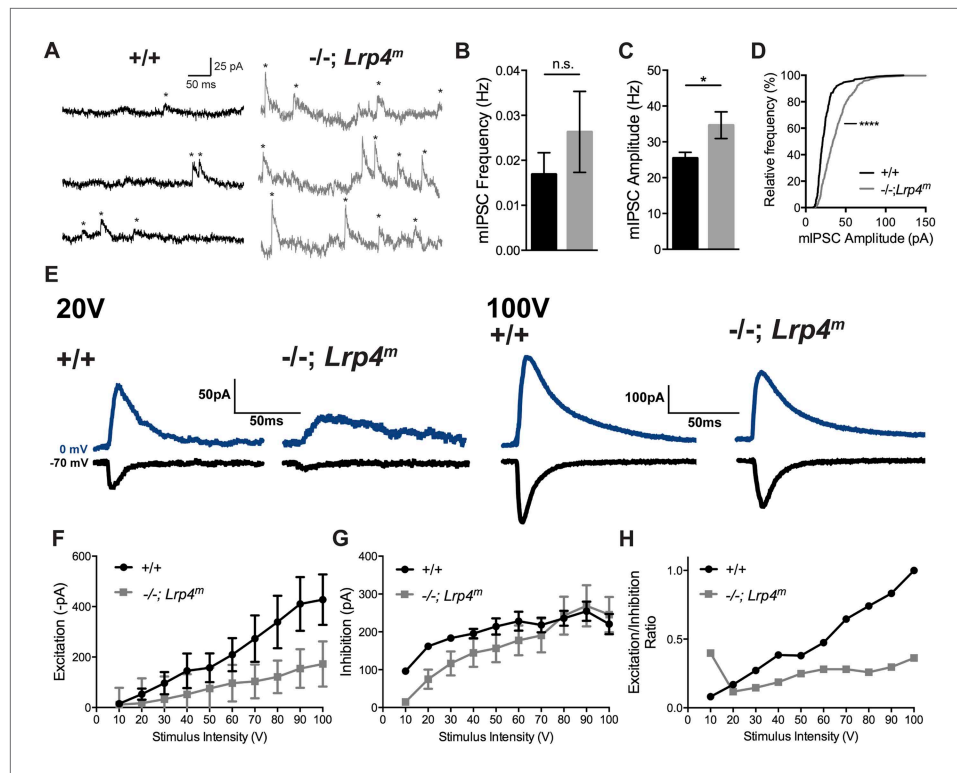 A
+/+
25 pA
50 ms
-/-; Lrp4ᵐ
*
* *
* * *
* * * *
* * * * *
* * * *
B
n.s.
mIPSC Frequency (Hz)
0.04
0.03
0.02
0.01
0.00
C
*
mIPSC Amplitude (Hz)
50
40
30
20
10
0
D
Relative frequency (%)
100
80
60
40
20
0
****
+/+
-/-;Lrp4ᵐ
0 50 100 150
mIPSC Amplitude (pA)
E
20V
+/+
-/-; Lrp4ᵐ
50pA
50ms
0 mV
-70 mV
100V
+/+
-/-; Lrp4ᵐ
100pA
50ms
F
+/+
-/-; Lrp4ᵐ
Excitation (-pA)
600
400
200
0
0 10 20 30 40 50 60 70 80 90 100
Stimulus Intensity (V)
G
+/+
-/-; Lrp4ᵐ
Inhibition (pA)
400
300
200
100
0
0 10 20 30 40 50 60 70 80 90 100
Stimulus Intensity (V)
H
+/+
-/-; Lrp4ᵐ
Excitation/Inhibition
Ratio
1.0
0.5
0.0
0 10 20 30 40 50 60 70 80 90 100
Stimulus Intensity (V)